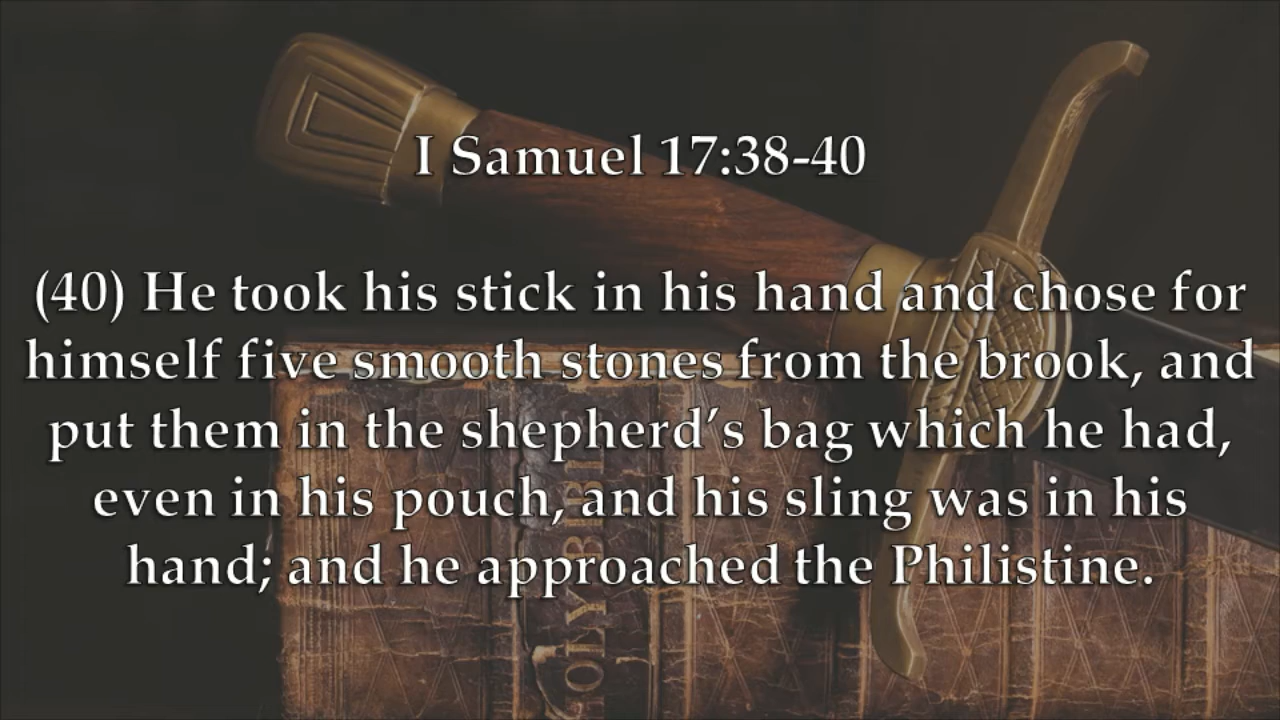 I Samuel 17:38-40
(40) He took his stick in his hand and chose for
himself five smooth stones from the brook, and
put them in the shepherd’s bag which he had,
even in his pouch, and his sling was in his
hand; and he approached the Philistine.
HOLY BIBLE